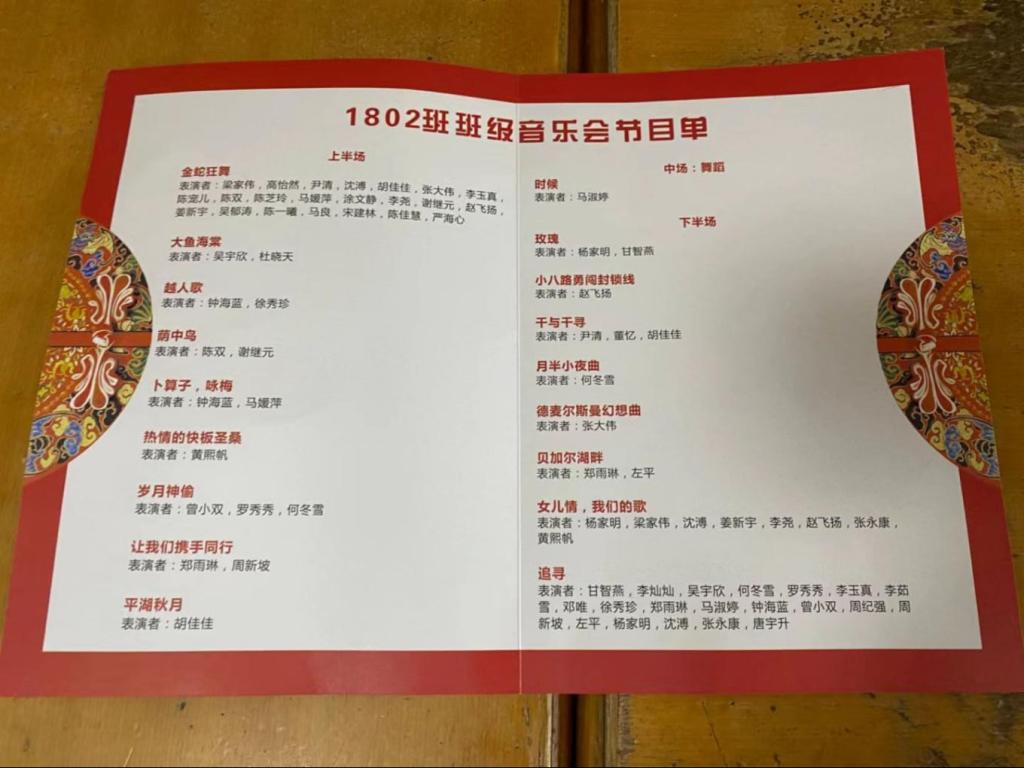 1802班班级音乐会节目单
上半场
金蛇狂舞
表演者：梁家伟，高怡然，尹清，沈溥，胡佳佳，张大伟，李玉真，
陈宠儿，陈双，陈芝玲，马媛萍，涂文静，李尧，谢继元，赵飞扬，
姜新宇，吴郁涛，陈一曦，马良，宋建林，陈佳慧，严海心
大鱼海棠
表演者：吴宇欣，杜晓天
越人歌
表演者：钟海蓝，徐秀珍
荫中鸟
表演者：陈双，谢继元
卜算子，咏梅
表演者：钟海蓝，马媛萍
热情的快板圣桑
表演者：黄熙帆
岁月神偷
表演者：曾小双，罗秀秀，何冬雪
让我们携手同行
表演者：郑雨琳，周新坡
平湖秋月
表演者：胡佳佳
中场：舞蹈
时候
表演者：马淑婷
下半场
玫瑰
表演者：杨家明，甘智燕
小八路勇闯封锁线
表演者：赵飞扬
千与千寻
表演者：尹清，董忆，胡佳佳
月半小夜曲
表演者：何冬雪
德麦尔斯曼幻想曲
表演者：张大伟
贝加尔湖畔
表演者：郑雨琳，左平
女儿情，我们的歌
表演者：杨家明，梁家伟，沈溥，姜新宇，李尧，赵飞扬，张永康，
黄熙帆
追寻
表演者：甘智燕，李灿灿，吴宇欣，何冬雪，罗秀秀，李玉真，李茹
雪，邓唯，徐秀珍，郑雨琳，马淑婷，钟海蓝，曾小双，周纪强，周
新坡，左平，杨家明，沈溥，张永康，唐宇升